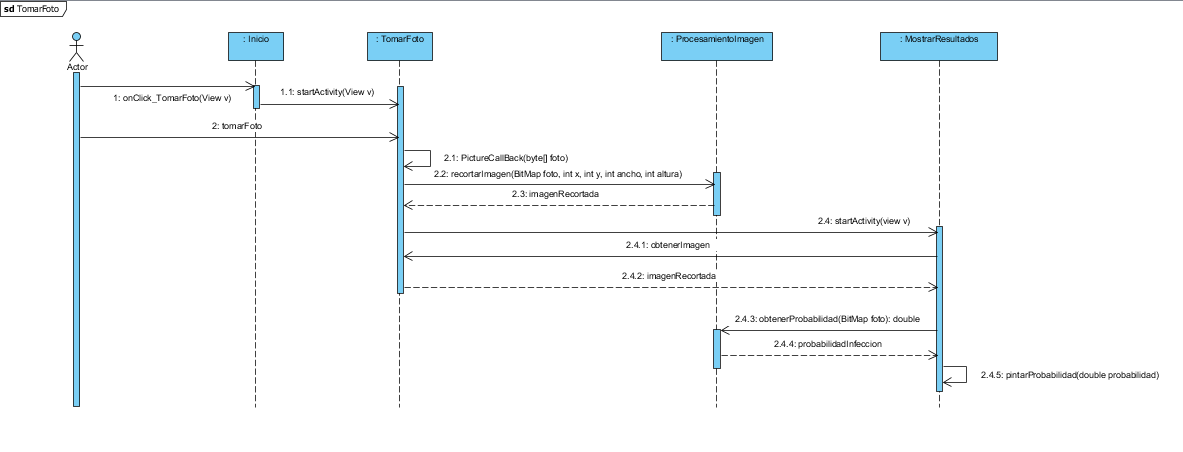 sd TomarFoto
: Inicio
: TomarFoto
: ProcesamientoImagen
: MostrarResultados
Actor
1: onClick_TomarFoto(View v)
1.1: startActivity(View v)
2: tomarFoto
2.1: PictureCallBack(byte[] foto)
2.2: recortarImagen(BitMap foto, int x, int y, int ancho, int altura)
2.3: imagenRecortada
2.4: startActivity(view v)
2.4.1: obtenerImagen
2.4.2: imagenRecortada
2.4.3: obtenerProbabilidad(BitMap foto): double
2.4.4: probabilidadInfeccion
2.4.5: pintarProbabilidad(double probabilidad)